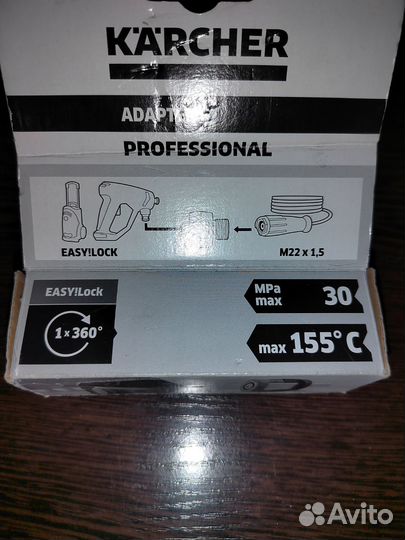 KÄRCHER
PROFESSIONAL
EASY!LOCK
M22 x 1,5
EASY!Lock
1 x 360°
MPa max 30
max 155° C
Avito